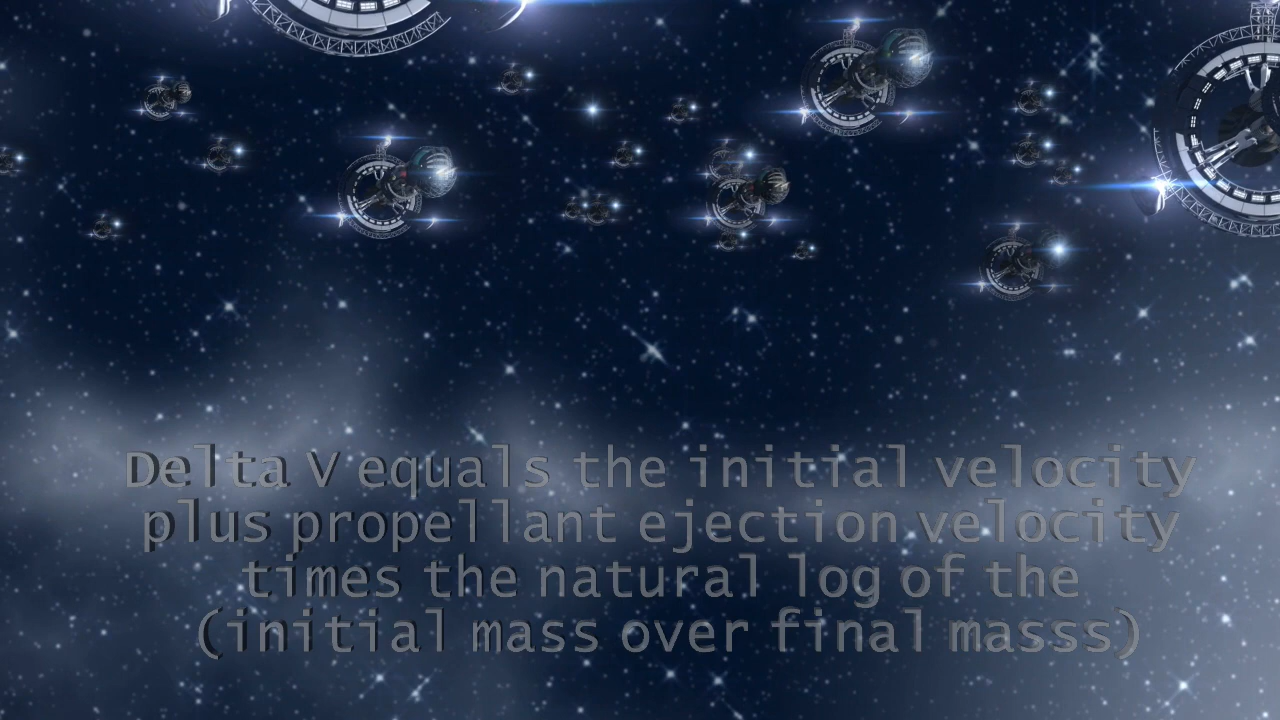 Delta V equals the initial velocity
plus propellant ejection velocity
times the natural log of the
(initial mass over final masss)